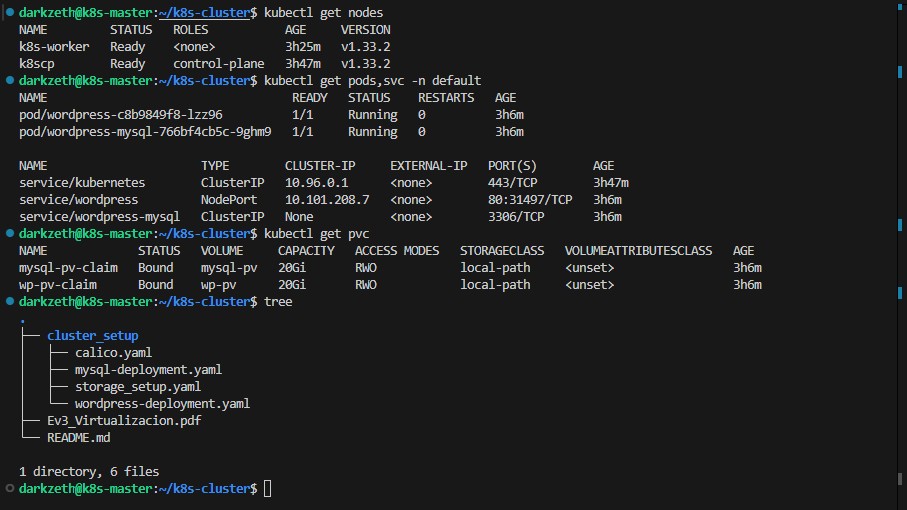 darkzeth@k8s-master:~/k8s-cluster$ kubectl get nodes
NAME         STATUS   ROLES           AGE     VERSION
k8s-worker   Ready    <none>          3h25m   v1.33.2
k8scp        Ready    control-plane   3h47m   v1.33.2
darkzeth@k8s-master:~/k8s-cluster$ kubectl get pods,svc -n default
NAME                                   READY   STATUS    RESTARTS   AGE
pod/wordpress-c8b9849f8-lzz96          1/1     Running   0          3h6m
pod/wordpress-mysql-766bf4cb5c-9ghm9   1/1     Running   0          3h6m
NAME                      TYPE        CLUSTER-IP     EXTERNAL-IP   PORT(S)        AGE
service/kubernetes        ClusterIP   10.96.0.1      <none>        443/TCP        3h47m
service/wordpress         NodePort    10.101.208.7   <none>        80:31497/TCP   3h6m
service/wordpress-mysql   ClusterIP   None           <none>        3306/TCP       3h6m
darkzeth@k8s-master:~/k8s-cluster$ kubectl get pvc
NAME             STATUS   VOLUME     CAPACITY   ACCESS MODES   STORAGECLASS   VOLUMEATTRIBUTESCLASS   AGE
mysql-pv-claim   Bound    mysql-pv   20Gi       RWO            local-path     <unset>                 3h6m
wp-pv-claim      Bound    wp-pv      20Gi       RWO            local-path     <unset>                 3h6m
darkzeth@k8s-master:~/k8s-cluster$ tree
.
├── cluster_setup
│   ├── calico.yaml
│   ├── mysql-deployment.yaml
│   ├── storage_setup.yaml
│   └── wordpress-deployment.yaml
├── Ev3_Virtualizacion.pdf
└── README.md
1 directory, 6 files
darkzeth@k8s-master:~/k8s-cluster$